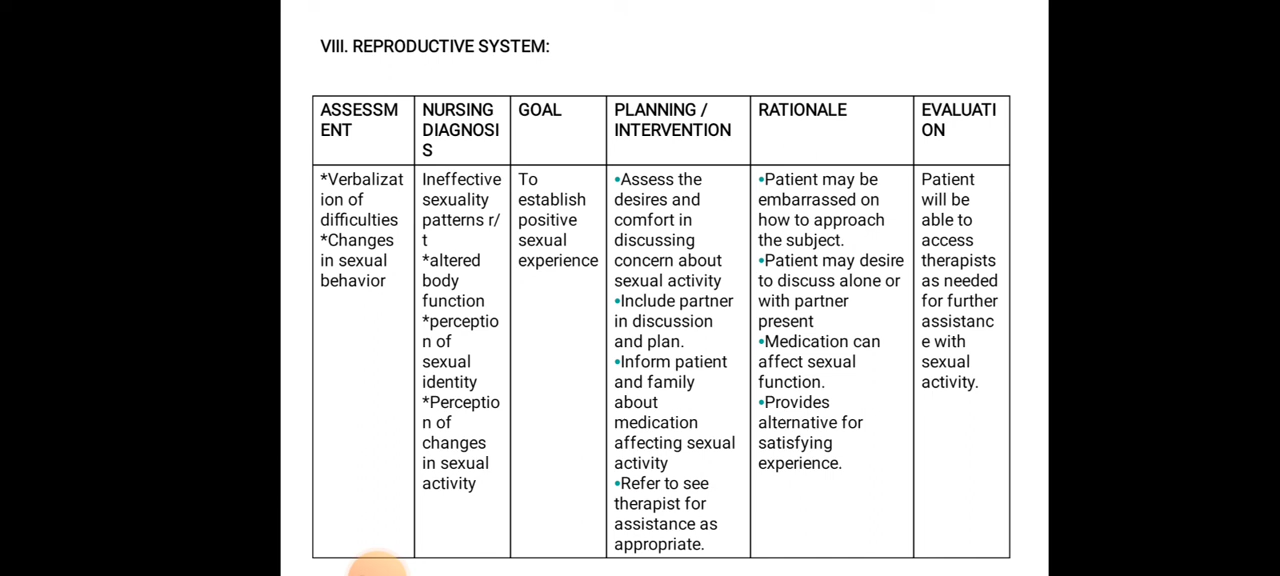 VIII. REPRODUCTIVE SYSTEM:
ASSESSM
ENT
NURSING
DIAGNOSI
S
GOAL
PLANNING /
INTERVENTION
RATIONALE
EVALUATI
ON
*Verbalizat
ion of
difficulties
*Changes
in sexual
behavior
Ineffective
sexuality
patterns r/
t
*altered
body
function
*perceptio
n of
sexual
identity
*Perceptio
n of
changes
in sexual
activity
To
establish
positive
sexual
experience
•Assess the
desires and
comfort in
discussing
concern about
sexual activity
•Include partner
in discussion
and plan.
•Inform patient
and family
about
medication
affecting sexual
activity
•Refer to see
therapist for
assistance as
appropriate.
•Patient may be
embarrassed on
how to approach
the subject.
•Patient may desire
to discuss alone or
with partner
present
•Medication can
affect sexual
function.
•Provides
alternative for
satisfying
experience.
Patient
will be
able to
access
therapists
as needed
for further
assistanc
e with
sexual
activity.